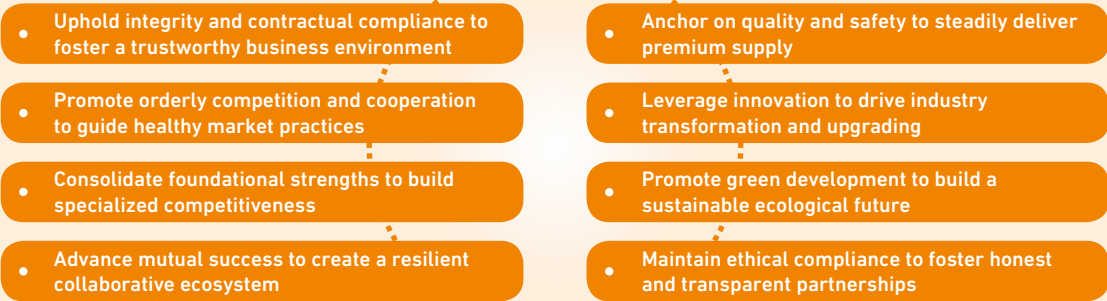 Uphold integrity and contractual compliance to
foster a trustworthy business environment
Promote orderly competition and cooperation
to guide healthy market practices
Consolidate foundational strengths to build
specialized competitiveness
Advance mutual success to create a resilient
collaborative ecosystem
Anchor on quality and safety to steadily deliver
premium supply
Leverage innovation to drive industry
transformation and upgrading
Promote green development to build a
sustainable ecological future
Maintain ethical compliance to foster honest
and transparent partnerships